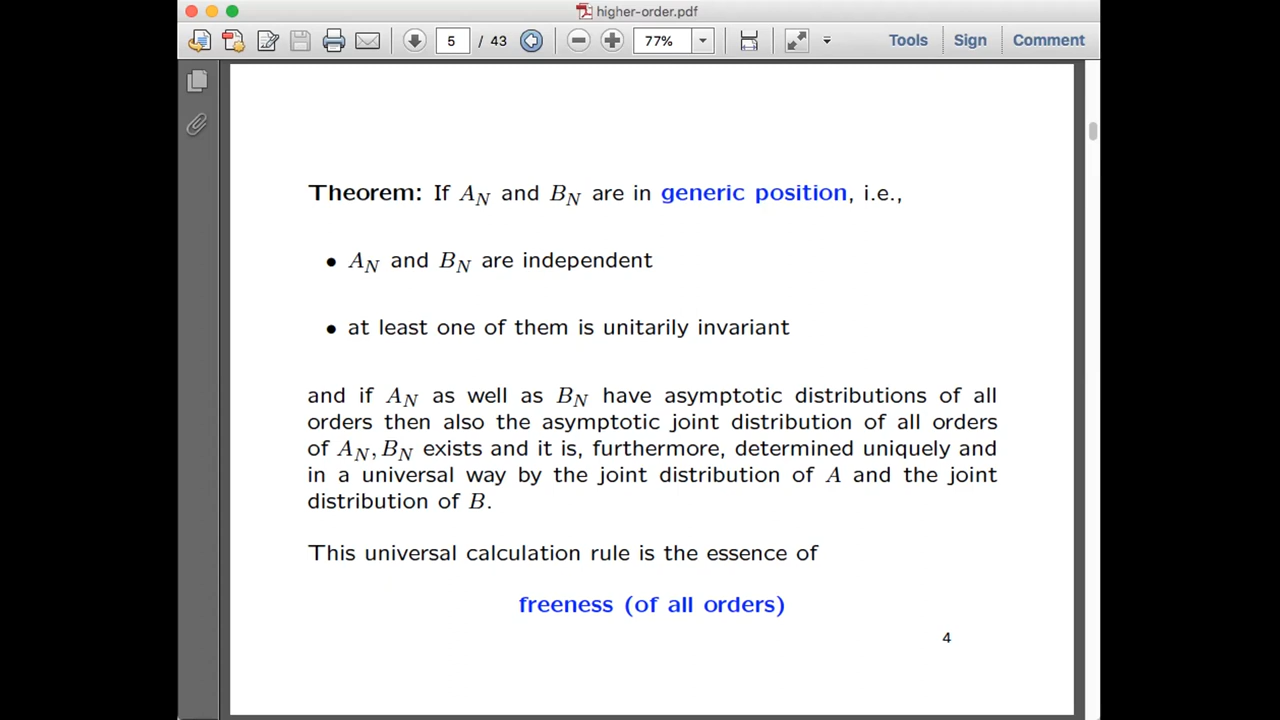 higher-order.pdf
5 / 43 77% Tools Sign Comment
Theorem: If A_N and B_N are in generic position, i.e.,
• A_N and B_N are independent
• at least one of them is unitarily invariant
and if A_N as well as B_N have asymptotic distributions of all
orders then also the asymptotic joint distribution of all orders
of A_N, B_N exists and it is, furthermore, determined uniquely and
in a universal way by the joint distribution of A and the joint
distribution of B.
This universal calculation rule is the essence of
freeness (of all orders)
4